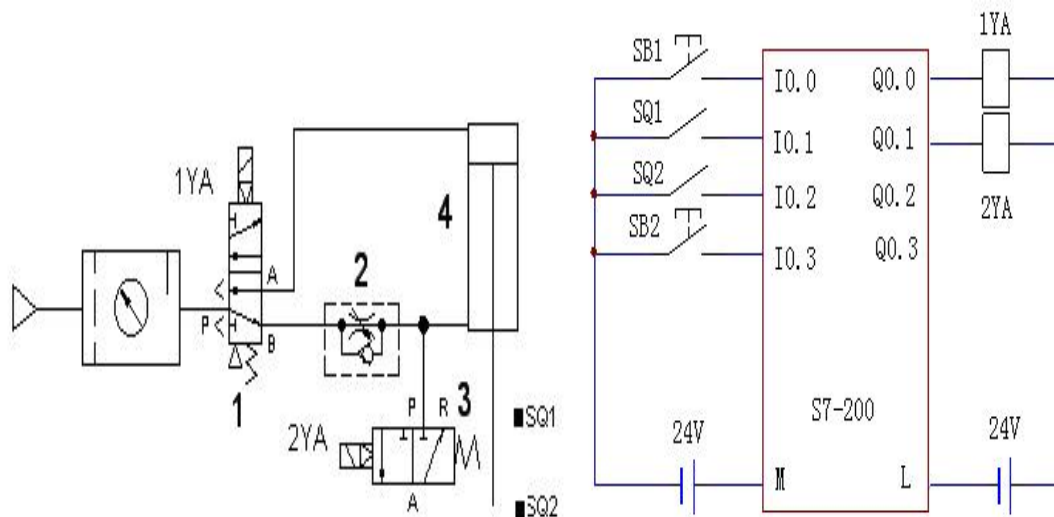 1YA
4
2
A
P
B
1
P R 3
2YA
A
SQ1
SQ2
1YA
SB1
I0.0 Q0.0
SQ1
I0.1 Q0.1
SQ2
I0.2 Q0.2
2YA
SB2
I0.3 Q0.3
S7-200
24V
24V
M L